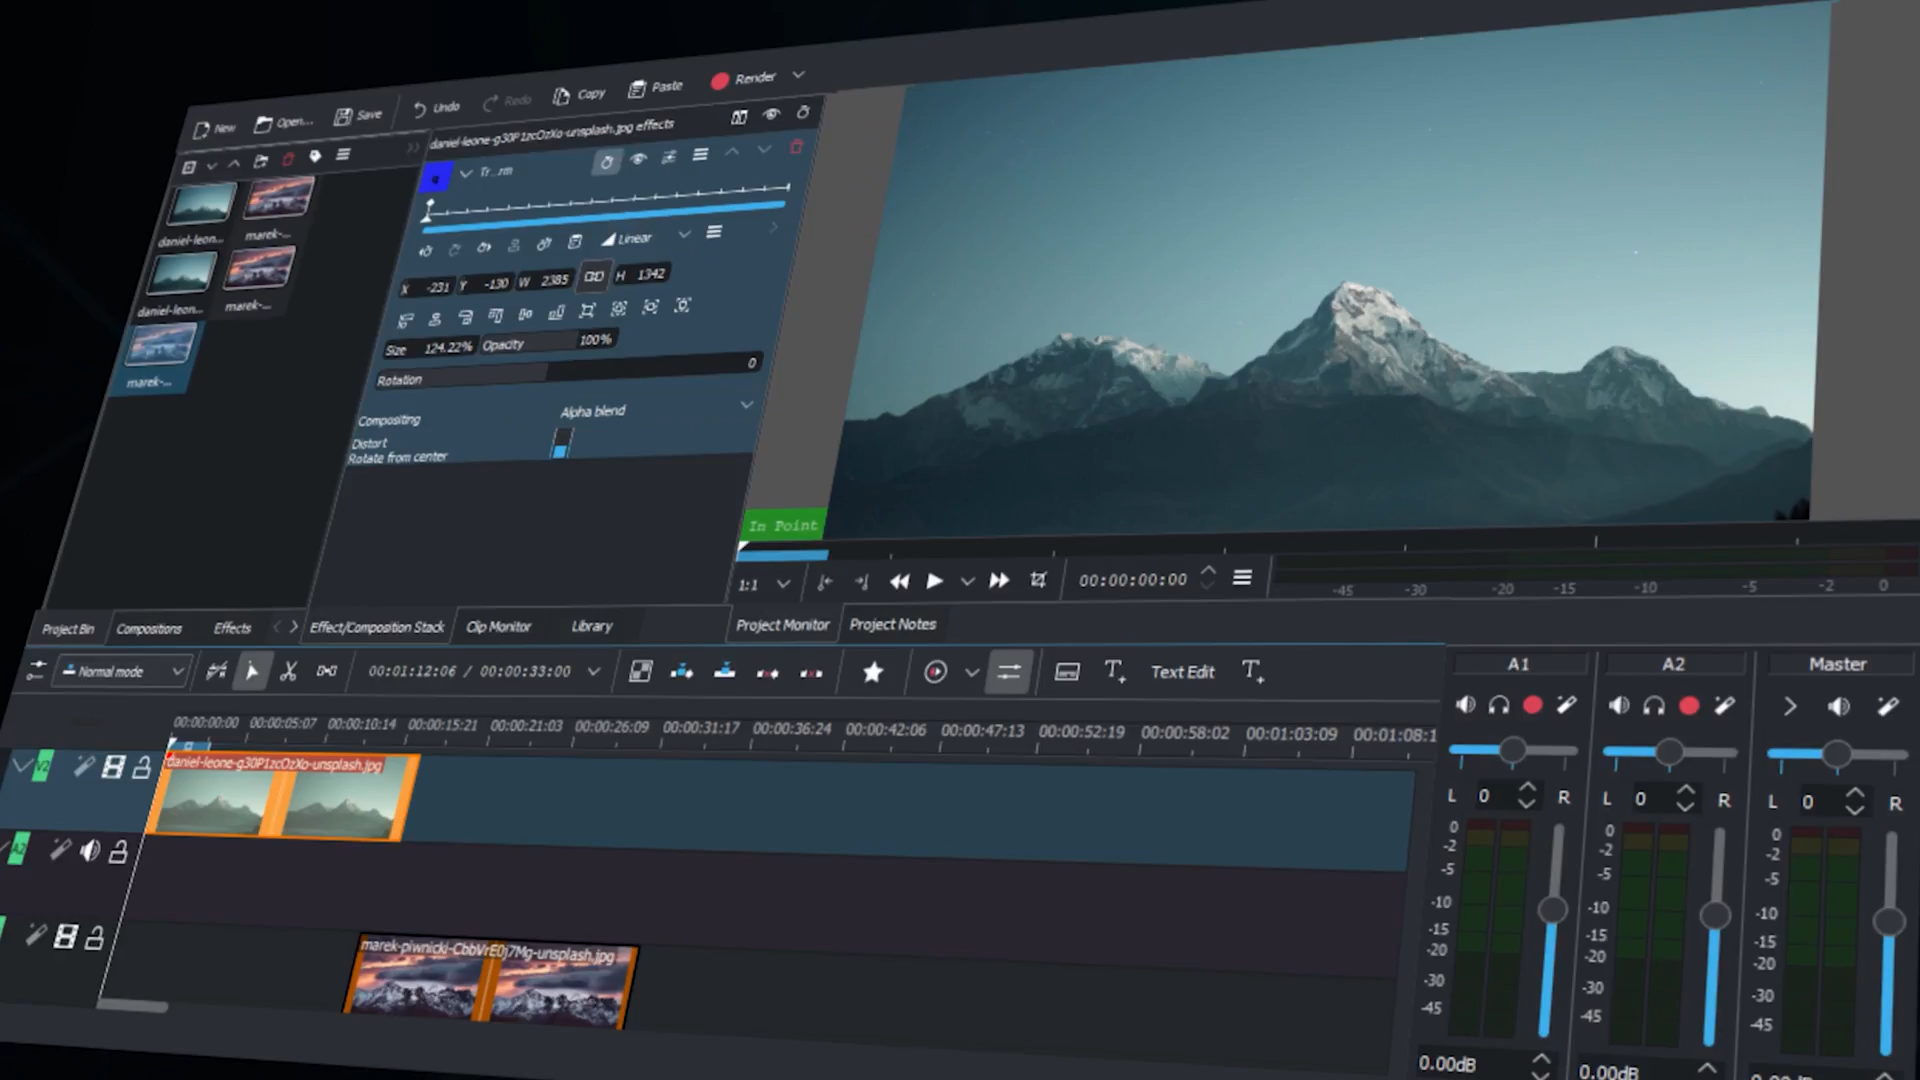 New Open... Save Undo Redo Copy Paste Render
daniel-leone-g30P1zcOzXo-unsplash.jpg effects
Tr...rm
daniel-leon... marek-...
Linear
X -231 Y -130 W 2385 H 1342
daniel-leon... marek-...
Size 124.22% Opacity 100%
Rotation 0
marek-...
Compositing Alpha blend
Distort
Rotate from center
In Point
1:1 00:00:00:00
-45 -30 -20 -15 -10 -5 -2 0
Project Bin Compositions Effects Effect/Composition Stack Clip Monitor Library Project Monitor Project Notes
Normal mode 00:01:12:06 / 00:00:33:00 Text Edit
00:00:00:00 00:00:05:07 00:00:10:14 00:00:15:21 00:00:21:03 00:00:26:09 00:00:31:17 00:00:36:24 00:00:42:06 00:00:47:13 00:00:52:19 00:00:58:02 00:01:03:09 00:01:08:1
V2
daniel-leone-g30P1zcOzXo-unsplash.jpg
A2
marek-piwnicki-CbbVrE0j7Mg-unsplash.jpg
A1 A2 Master
L 0 R L 0 R L 0 R
0 0 0
-2 -2 -2
-5 -5 -5
-10 -10 -10
-15 -15 -15
-20 -20 -20
-30 -30 -30
-45 -45 -45
0.00dB 0.00dB